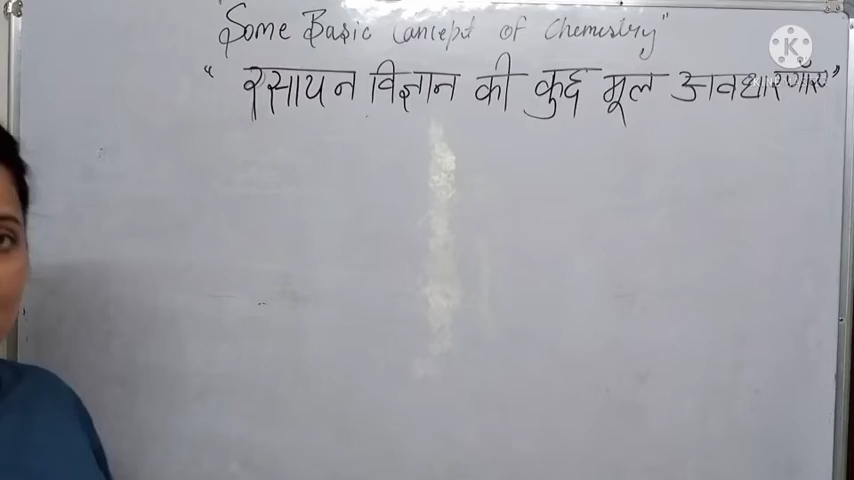 "Some Basic Concept of Chemistry"
"रसायन विज्ञान की कुछ मूल अवधारणाएँ"
K